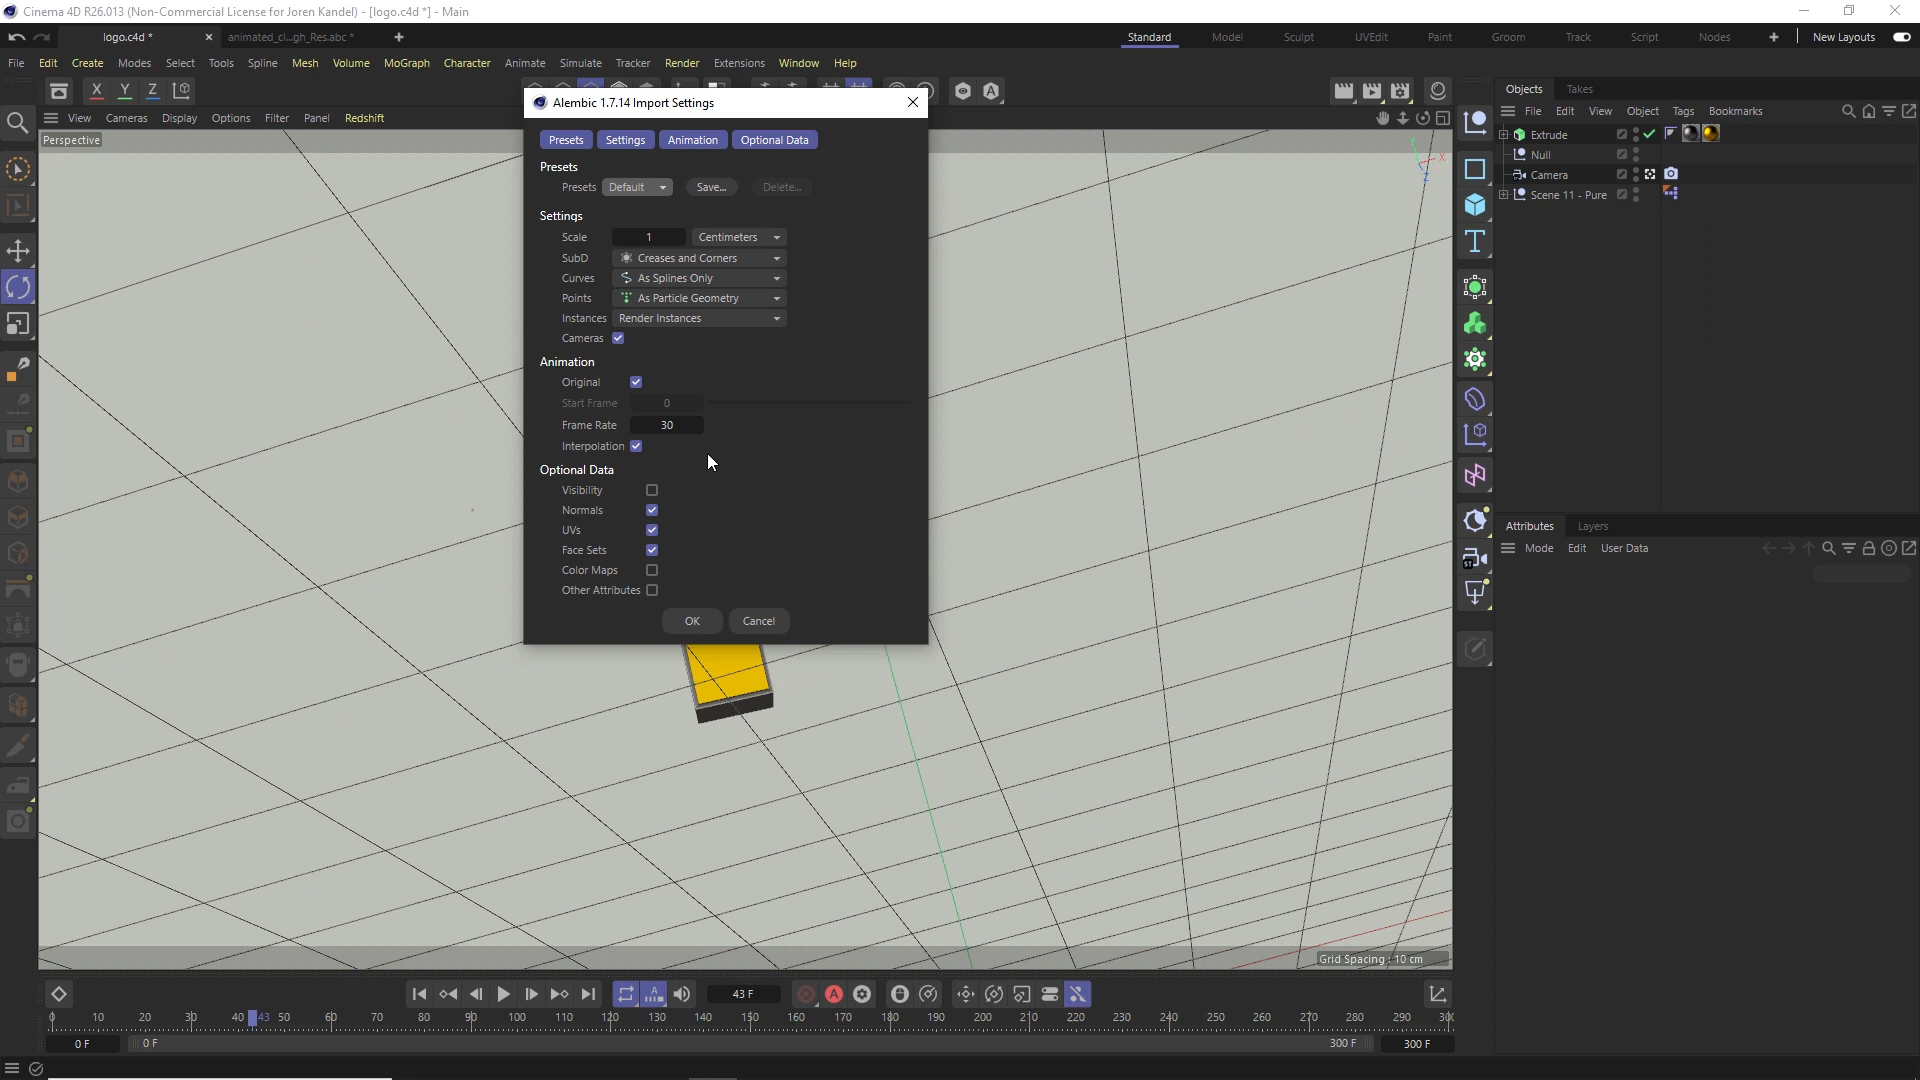 Cinema 4D R26.013 (Non-Commercial License for Joren Kandel) - [logo.c4d *] - Main
logo.c4d *
animated_cl...gh_Res.abc *
Standard
Model
Sculpt
UVEdit
Paint
Groom
Track
Script
Nodes
New Layouts
File Edit Create Modes Select Tools Spline Mesh Volume MoGraph Character Animate Simulate Tracker Render Extensions Window Help
X Y Z
View Cameras Display Options Filter Panel Redshift
Perspective
Alembic 1.7.14 Import Settings
Presets Settings Animation Optional Data
Presets
Presets Default Save... Delete...
Settings
Scale 1 Centimeters
SubD Creases and Corners
Curves As Splines Only
Points As Particle Geometry
Instances Render Instances
Cameras
Animation
Original
Start Frame 0
Frame Rate 30
Interpolation
Optional Data
Visibility
Normals
UVs
Face Sets
Color Maps
Other Attributes
OK Cancel
Y X Z
Grid Spacing : 10 cm
Objects Takes
File Edit View Object Tags Bookmarks
Extrude
Null
Camera
Scene 11 - Pure
Attributes Layers
Mode Edit User Data
43 F
0 10 20 30 40 43 50 60 70 80 90 100 110 120 130 140 150 160 170 180 190 200 210 220 230 240 250 260 270 280 290 30
0 F 0 F 300 F 300 F